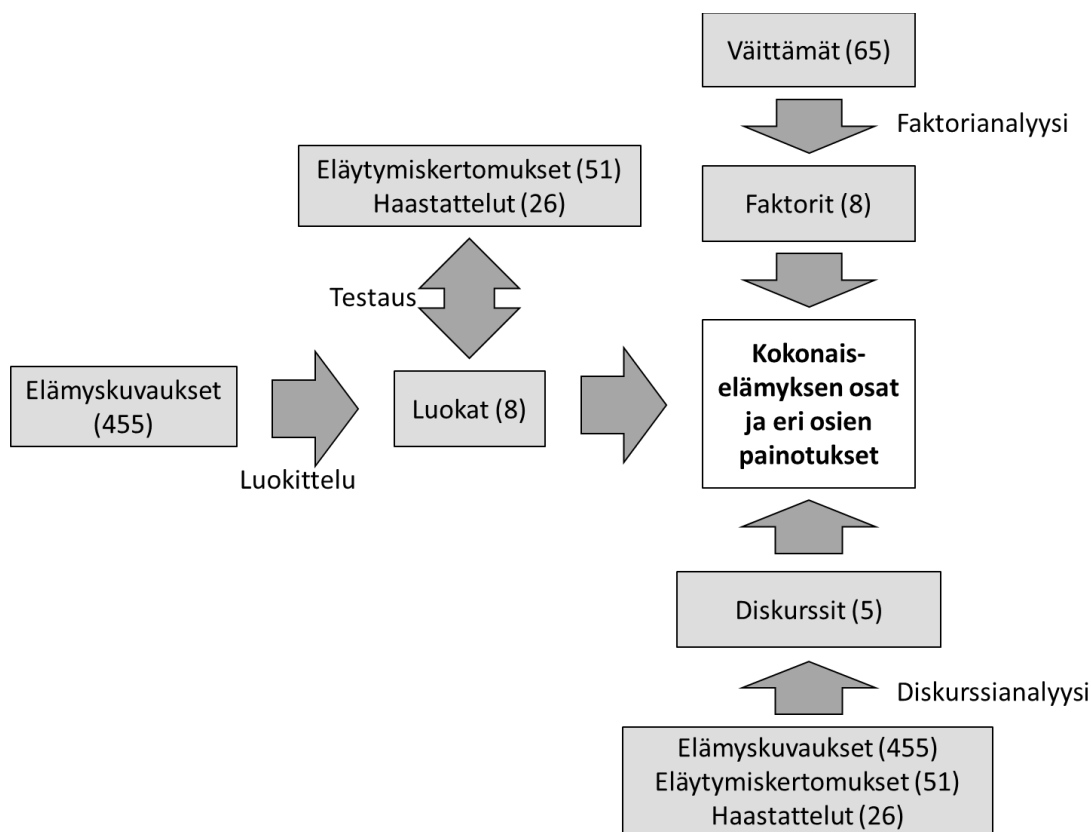 Väittämät (65)
Faktorianalyysi
Eläytymiskertomukset (51)
Haastattelut (26)
Faktorit (8)
Testaus
Elämyskuvaukset
(455)
Luokittelu
Luokat (8)
Kokonais-
elämyksen osat
ja eri osien
painotukset
Diskurssit (5)
Diskurssianalyysi
Elämyskuvaukset (455)
Eläytymiskertomukset (51)
Haastattelut (26)